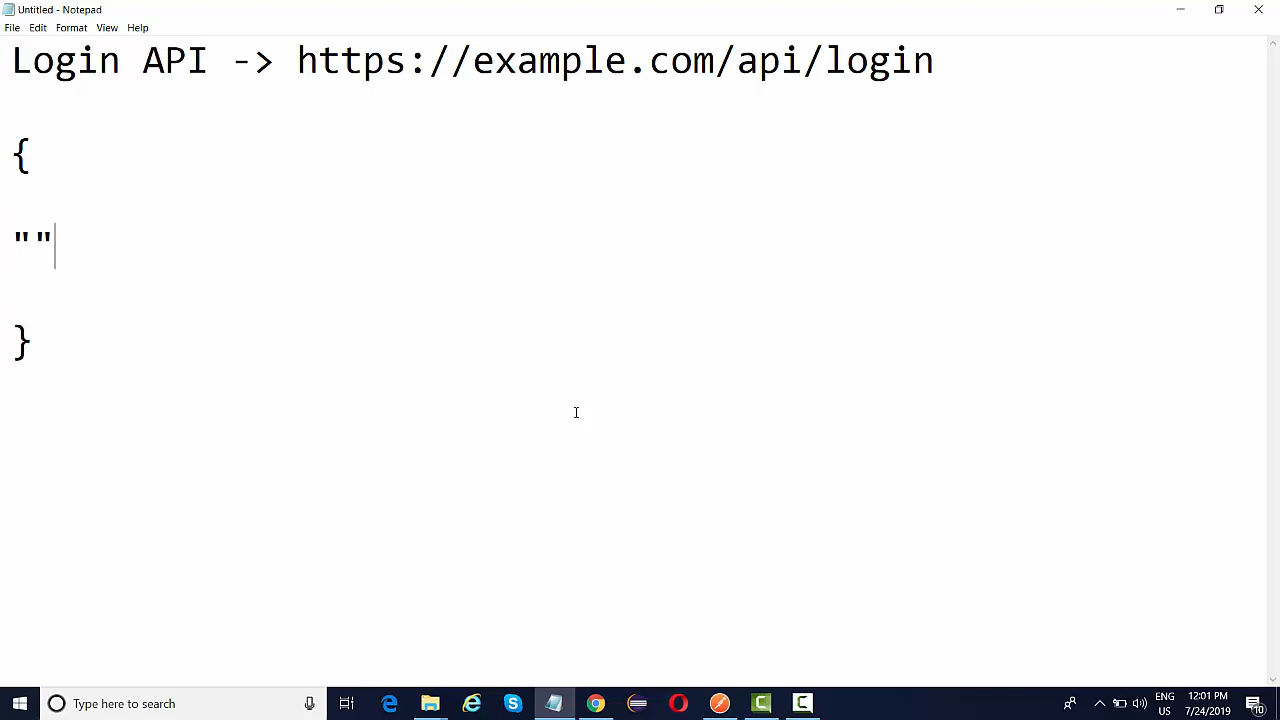 Untitled - Notepad
File Edit Format View Help
Login API -> https://example.com/api/login
{
""
}
Type here to search
ENG
US
12:01 PM
7/24/2019
10